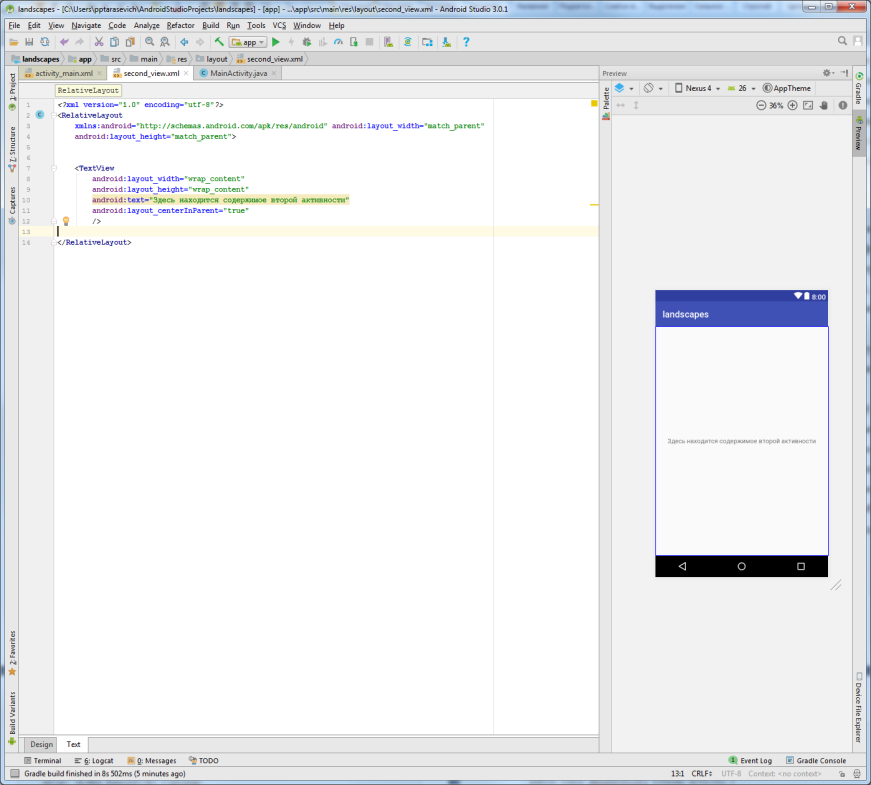 landscapes - [C:\Users\pptarasevich\AndroidStudioProjects\landscapes] - [app] - ...\app\src\main\res\layout\second_view.xml - Android Studio 3.0.1
File Edit View Navigate Code Analyze Refactor Build Run Tools VCS Window Help
app
landscapes app src main res layout second_view.xml
activity_main.xml second_view.xml MainActivity.java
Preview
RelativeLayout
Nexus 4 26 AppTheme
36%
1 <?xml version="1.0" encoding="utf-8"?>
2 <RelativeLayout
3 xmlns:android="http://schemas.android.com/apk/res/android" android:layout_width="match_parent"
4 android:layout_height="match_parent">
5
6
7 <TextView
8 android:layout_width="wrap_content"
9 android:layout_height="wrap_content"
10 android:text="Здесь находится содержимое второй активности"
11 android:layout_centerInParent="true"
12 />
13
14 </RelativeLayout>
1: Project
7: Structure
Captures
2: Favorites
Build Variants
Palette
8:00
landscapes
Здесь находится содержимое второй активности
Gradle
Preview
Device File Explorer
Design Text
Terminal 6: Logcat 0: Messages TODO
Event Log Gradle Console
Gradle build finished in 8s 502ms (5 minutes ago)
13:1 CRLF UTF-8 Context: <no context>